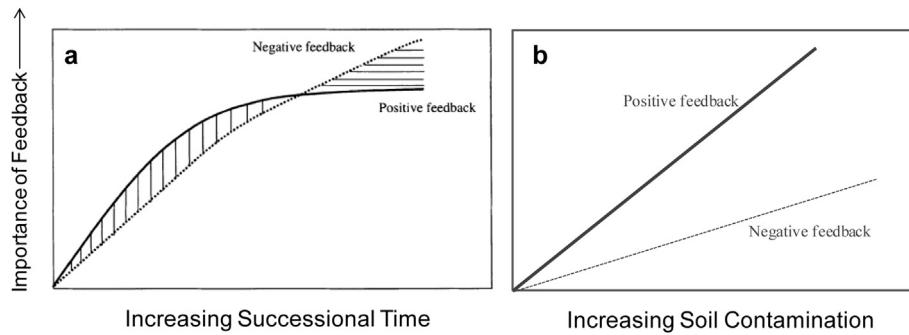 Importance of Feedback
a
Negative feedback
Positive feedback
Increasing Successional Time
b
Positive feedback
Negative feedback
Increasing Soil Contamination